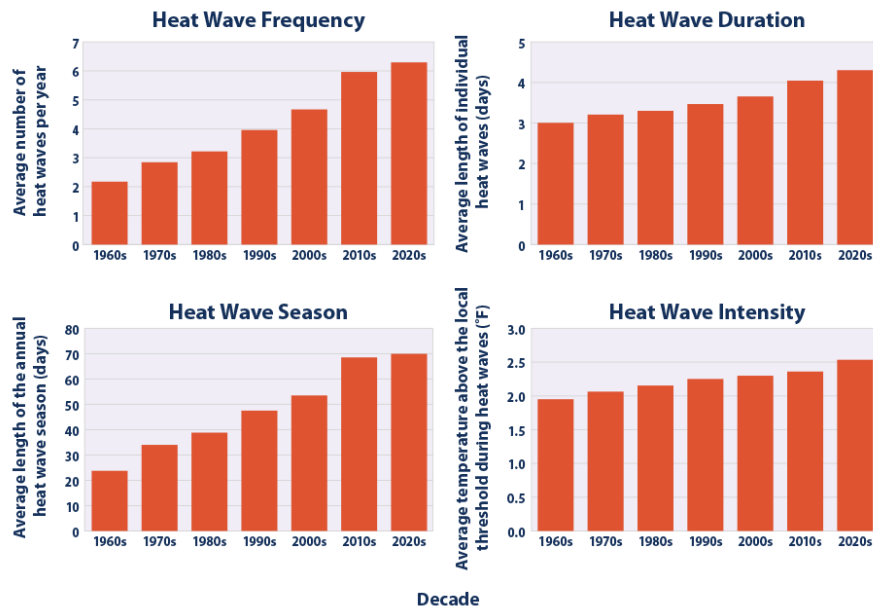 Heat Wave Frequency
Average number of
heat waves per year
7
6
5
4
3
2
1
0
1960s 1970s 1980s 1990s 2000s 2010s 2020s
Heat Wave Duration
Average length of individual
heat waves (days)
5
4
3
2
1
0
1960s 1970s 1980s 1990s 2000s 2010s 2020s
Heat Wave Season
Average length of the annual
heat wave season (days)
80
70
60
50
40
30
20
10
0
1960s 1970s 1980s 1990s 2000s 2010s 2020s
Heat Wave Intensity
Average temperature above the local
threshold during heat waves (˚F)
3.0
2.5
2.0
1.5
1.0
0.5
0.0
1960s 1970s 1980s 1990s 2000s 2010s 2020s
Decade